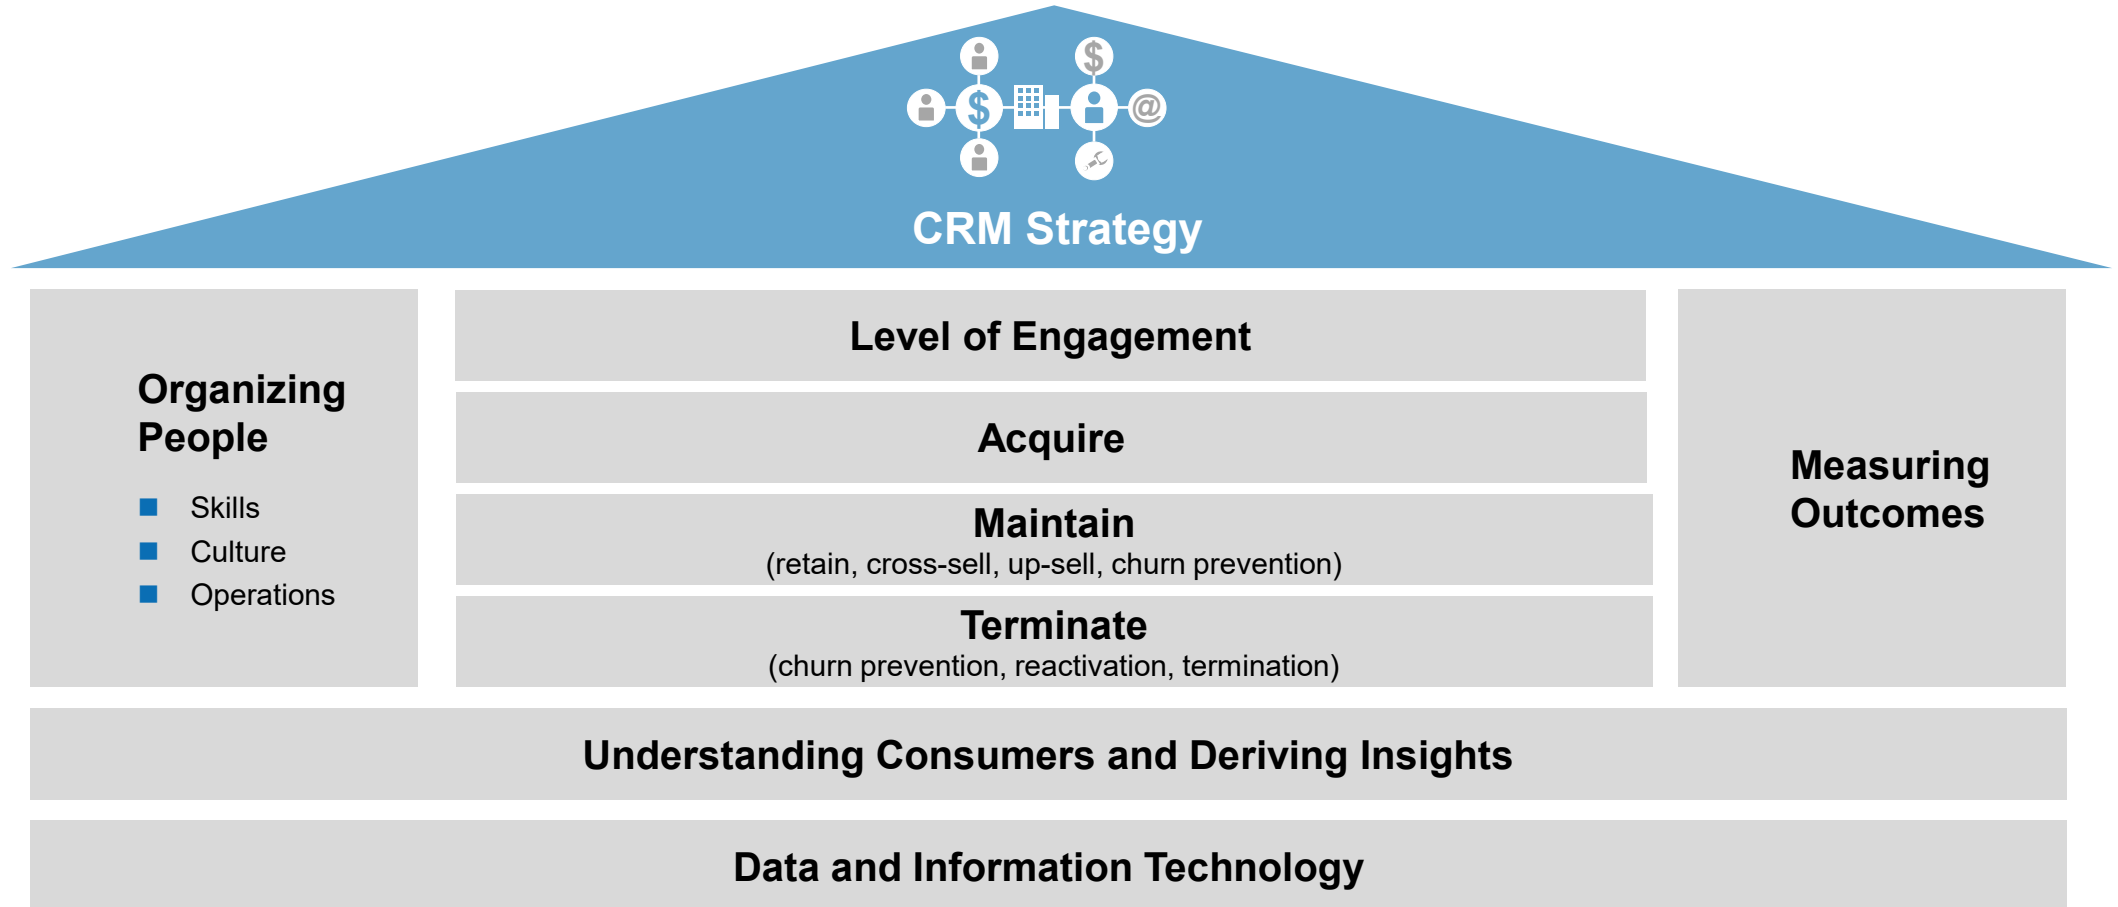 $
$
@
CRM Strategy
Organizing
People
Skills
Culture
Operations
Level of Engagement
Acquire
Maintain
(retain, cross-sell, up-sell, churn prevention)
Terminate
(churn prevention, reactivation, termination)
Measuring
Outcomes
Understanding Consumers and Deriving Insights
Data and Information Technology